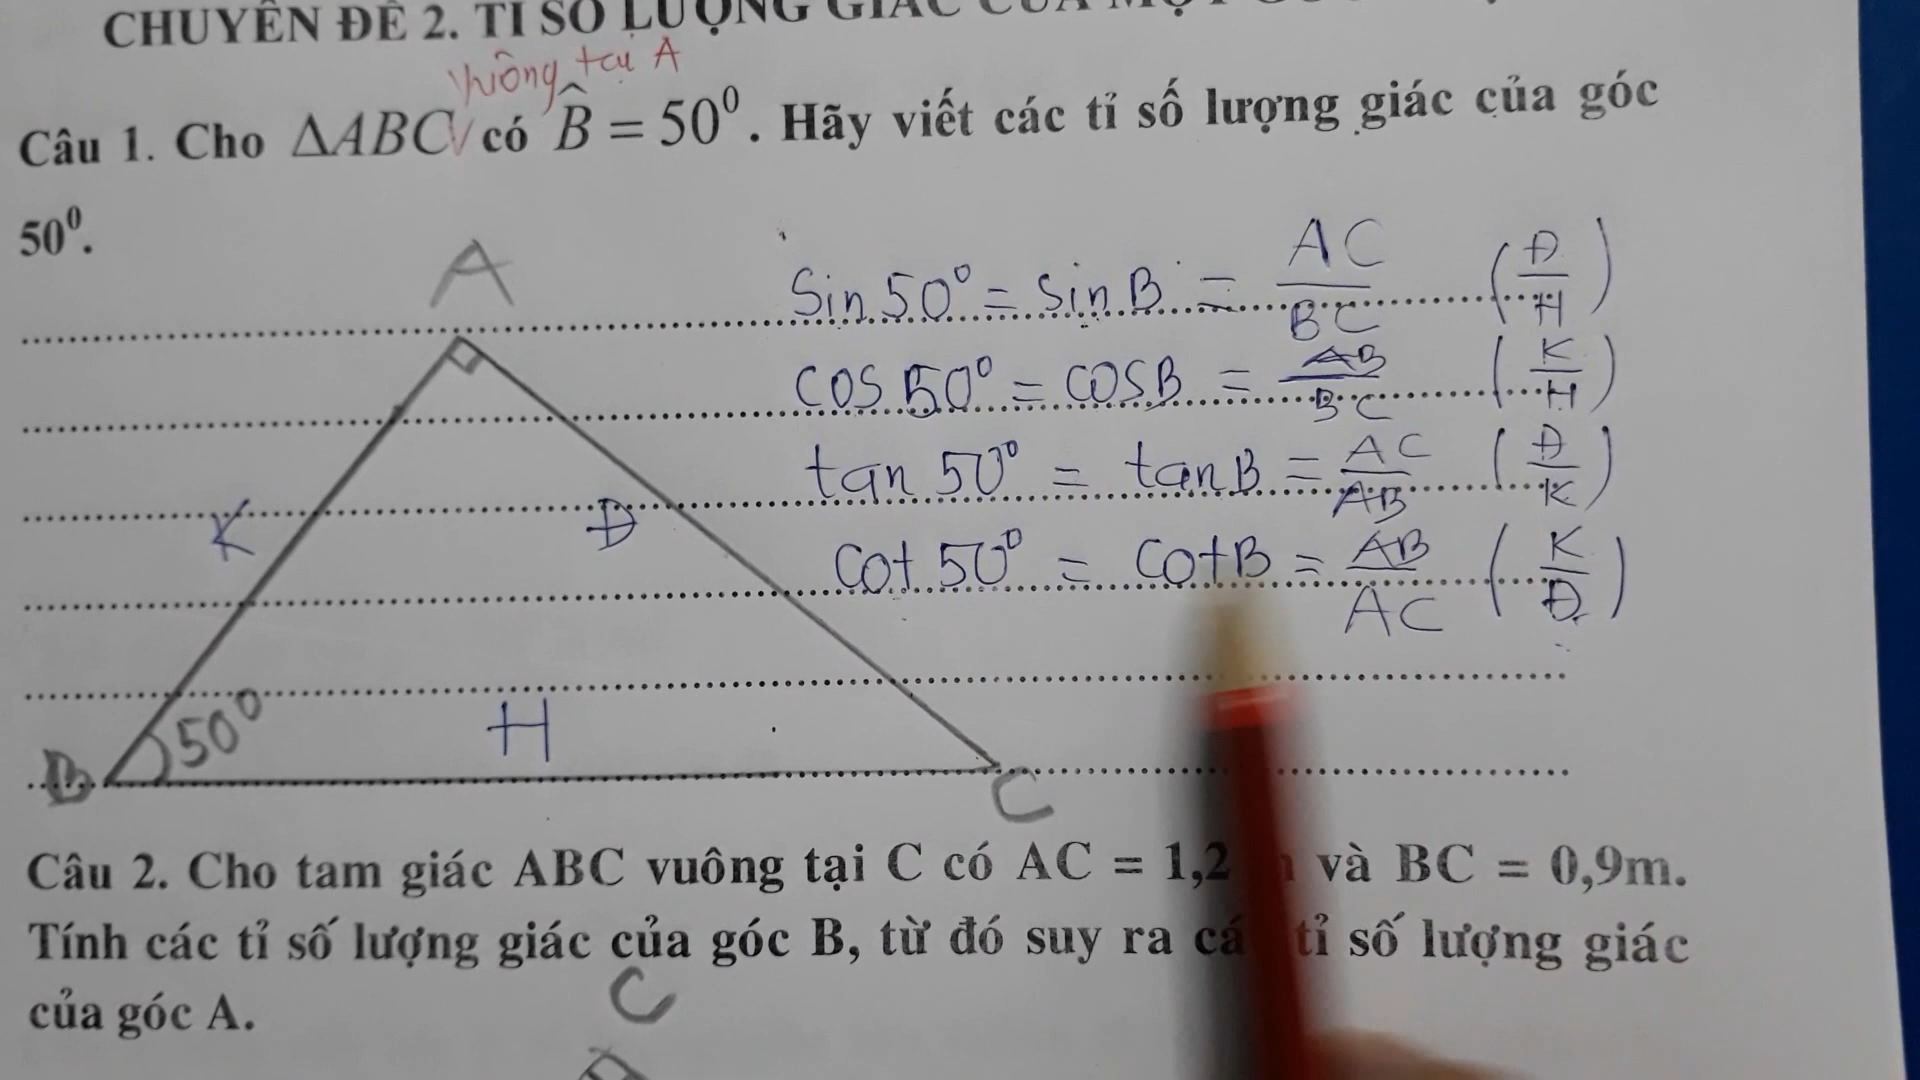 CHUYÊN ĐỀ 2. TỈ SỐ LƯỢNG GIÁC CỦA
vuông tại A
Câu 1. Cho ΔABC có B̂ = 50⁰. Hãy viết các tỉ số lượng giác của góc
50⁰.
A
sin 50⁰ = sin B = AC/BC (Đ/H)
cos 50⁰ = cos B = AB/BC (K/H)
tan 50⁰ = tan B = AC/AB (Đ/K)
K Đ
cot 50⁰ = cot B = AB/AC (K/Đ)
50⁰ H
B C
Câu 2. Cho tam giác ABC vuông tại C có AC = 1,2 và BC = 0,9m.
Tính các tỉ số lượng giác của góc B, từ đó suy ra tỉ số lượng giác
của góc A.
C